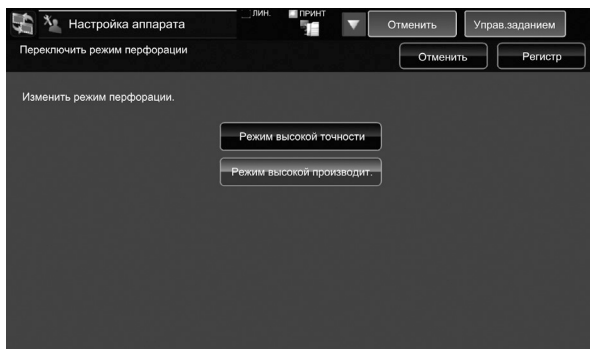 Настройка аппарата
ЛИН. ПРИНТ
Отменить Управ.заданием
Переключить режим перфорации
Отменить Регистр
Изменить режим перфорации.
Режим высокой точности
Режим высокой производит.